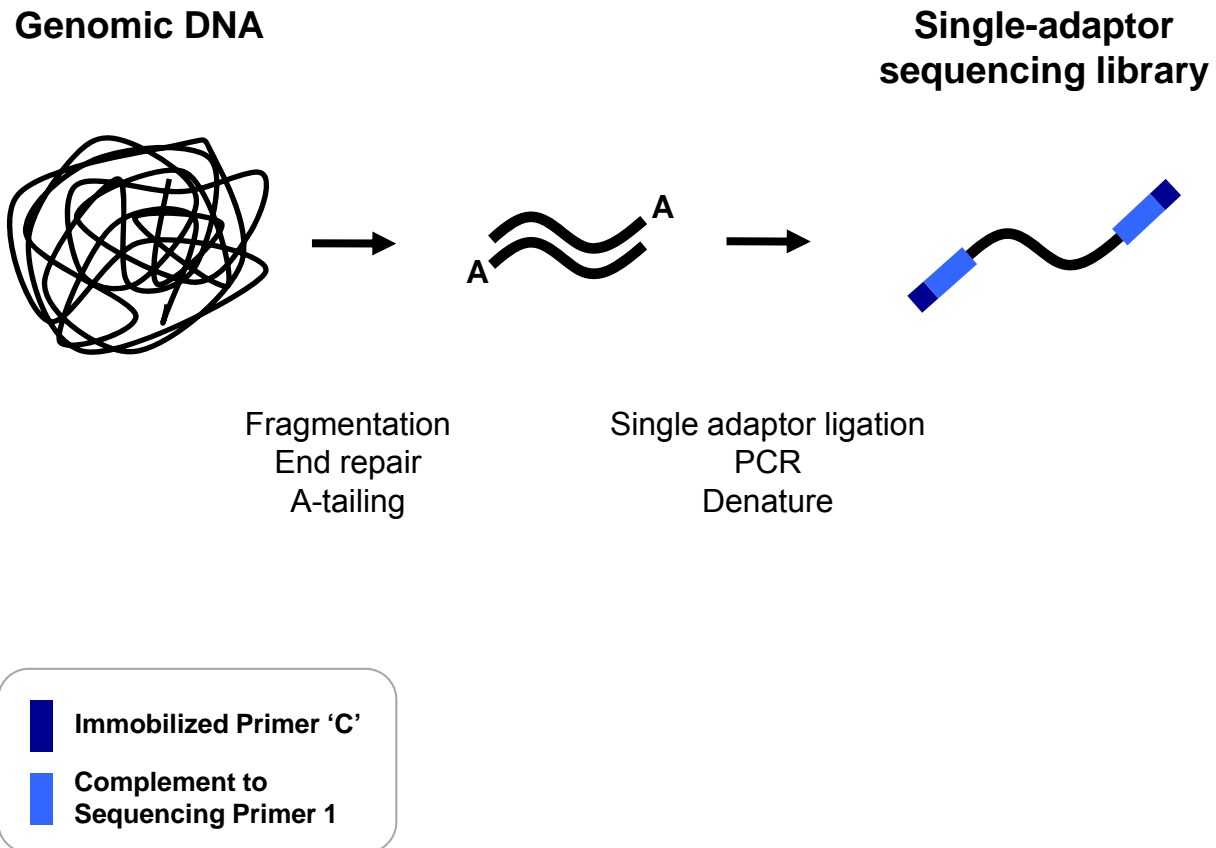 Genomic DNA
Single-adaptor
sequencing library
A
A
Fragmentation
End repair
A-tailing
Single adaptor ligation
PCR
Denature
Immobilized Primer ‘C’
Complement to
Sequencing Primer 1